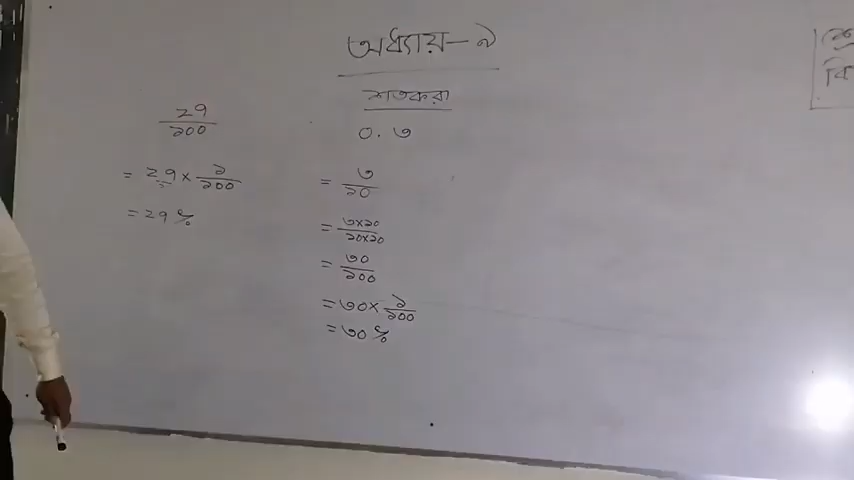 অধ্যায়-৯
শতকরা
২৭/১০০
= ২৭ × ১/১০০
= ২৭%
০.৩
= ৩/১০
= ৩×১০/১০×১০
= ৩০/১০০
= ৩০ × ১/১০০
= ৩০%